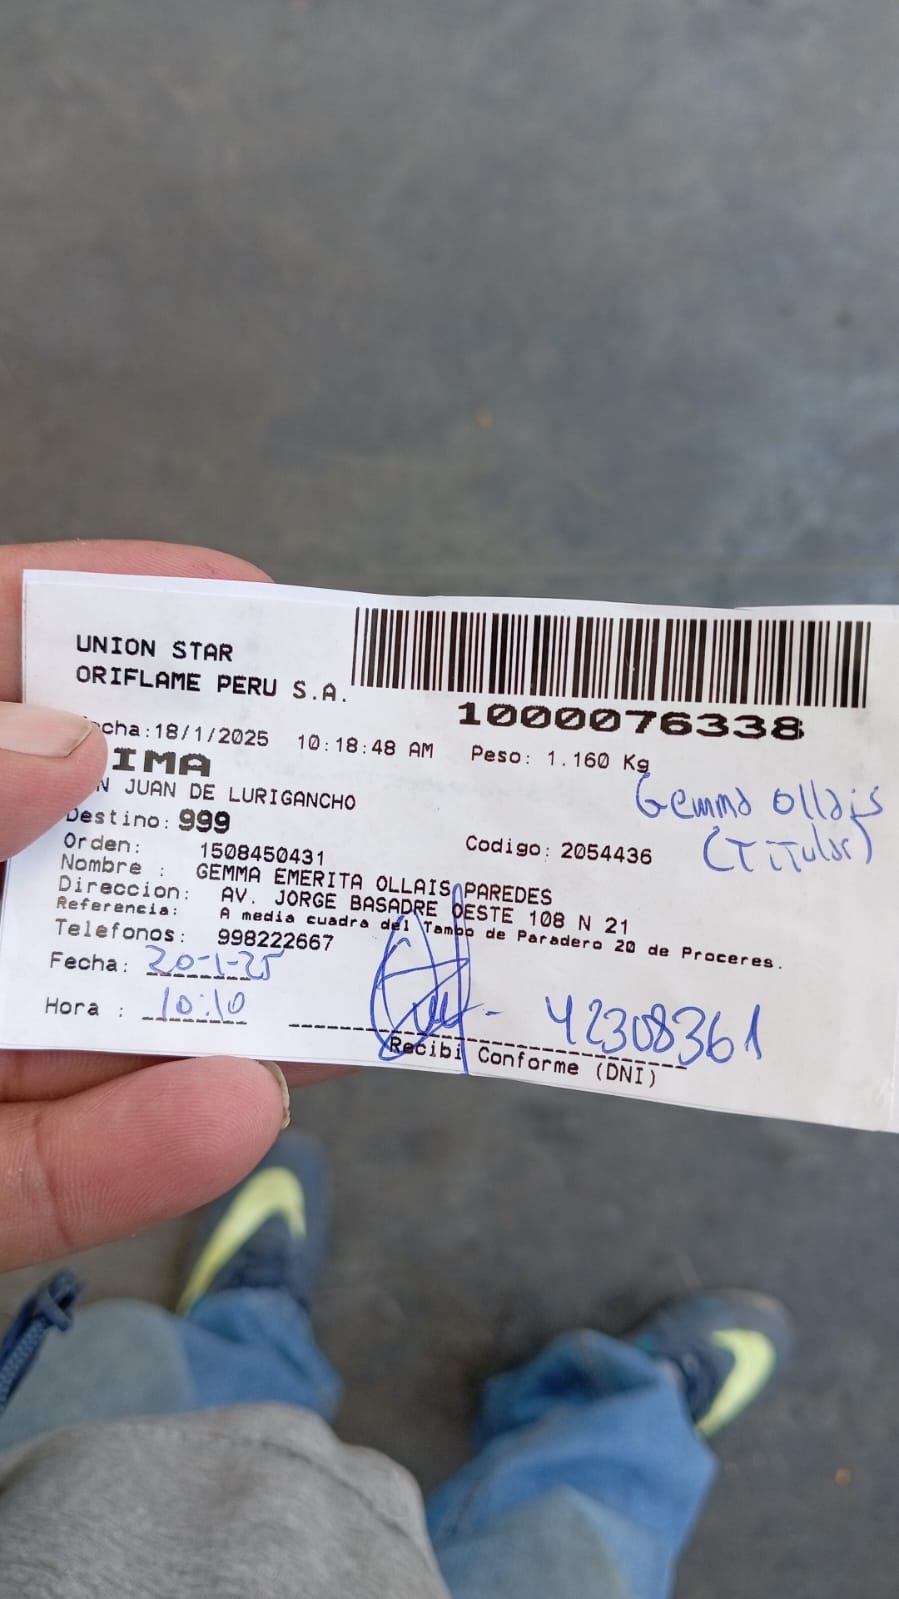 UNION STAR
ORIFLAME PERU S.A.
1000076338
echa:18/1/2025 10:18:48 AM Peso: 1.160 Kg
IMA
N JUAN DE LURIGANCHO
Gemma Ollais
(Titular)
Destino: 999
Orden: 1508450431 Codigo: 2054436
Nombre : GEMMA EMERITA OLLAIS PAREDES
Direccion: AV. JORGE BASADRE OESTE 108 N 21
Referencia: A media cuadra del Tambo de Paradero 20 de Proceres.
Telefonos: 998222667
Fecha: 20-1-25
Hora : 10:10
42308361
Recibi Conforme (DNI)